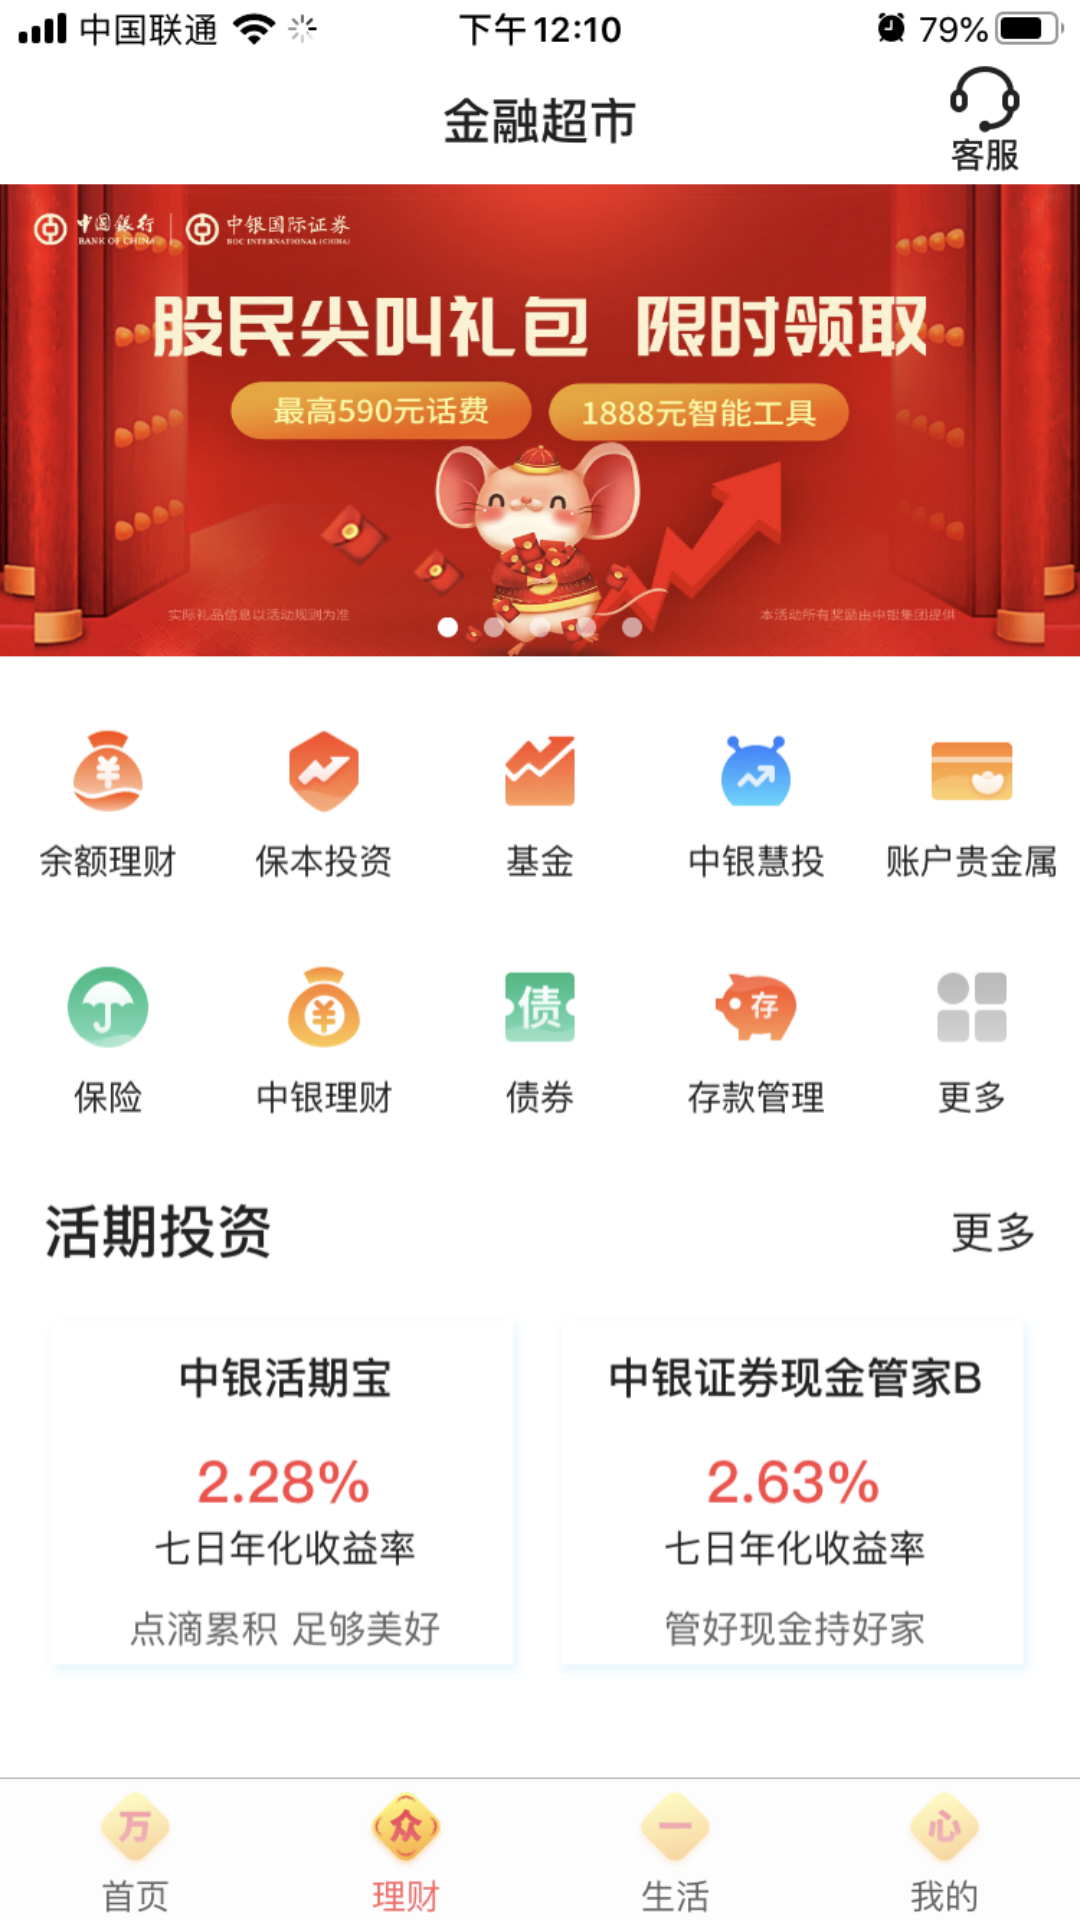 中国联通 下午12:10 79%
金融超市
客服
中国银行 中银国际证券
BANK OF CHINA BOC INTERNATIONAL (CHINA)
股民尖叫礼包 限时领取
最高590元话费 1888元智能工具
实际礼品信息以活动规则为准 本活动所有奖励由中银集团提供
余额理财 保本投资 基金 中银慧投 账户贵金属
债 存
保险 中银理财 债券 存款管理 更多
活期投资 更多
中银活期宝 中银证券现金管家B
2.28% 2.63%
七日年化收益率 七日年化收益率
点滴累积 足够美好 管好现金持好家
万 众 一 心
首页 理财 生活 我的